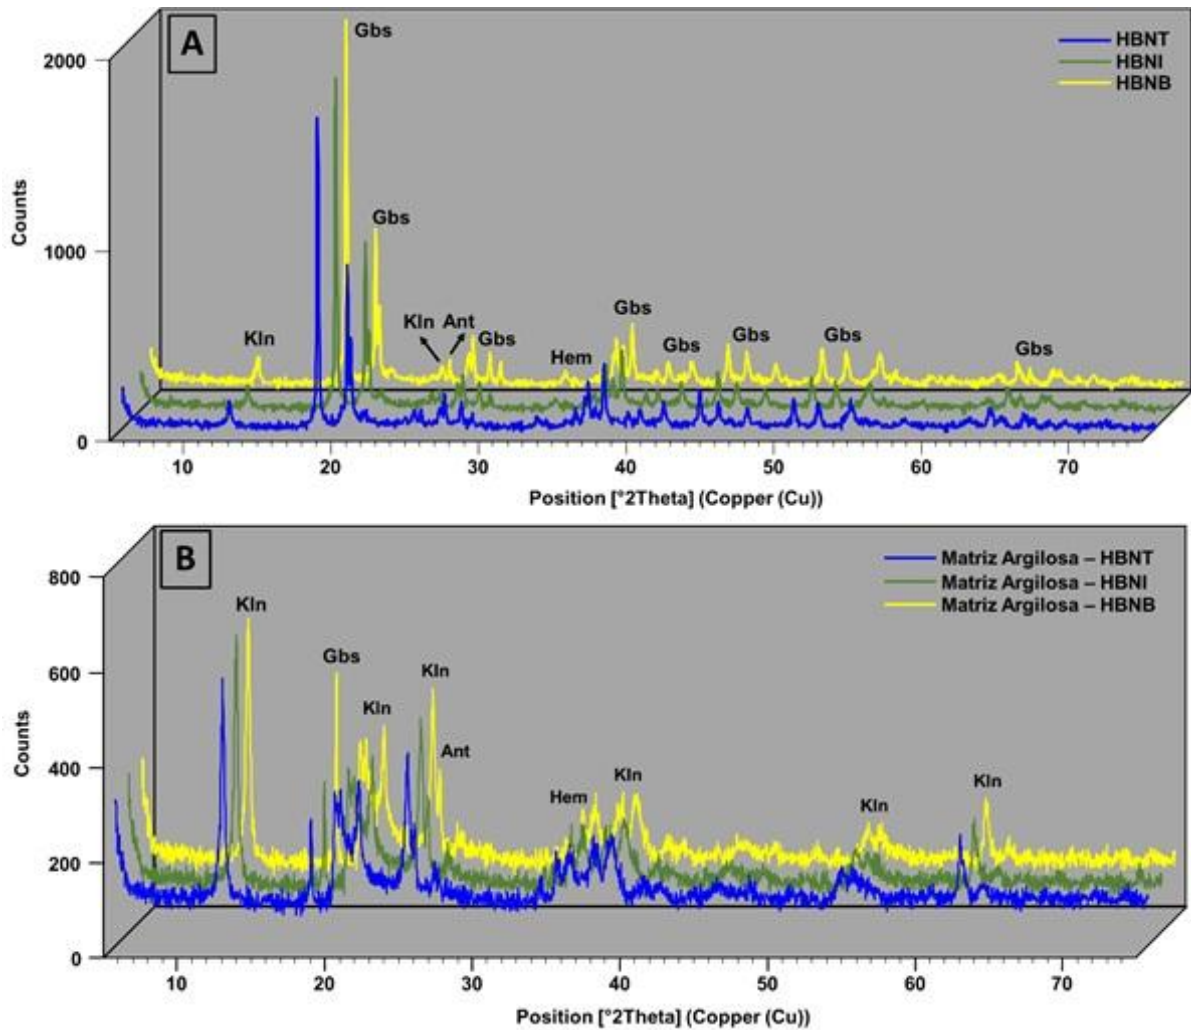 A
Gbs
HBNT
HBNI
HBNB
2000
Gbs
Counts
1000
Kln
Kln
Ant
Gbs
Hem
Gbs
Gbs
Gbs
Gbs
Gbs
0
10 20 30 40 50 60 70
Position [°2Theta] (Copper (Cu))
B
Matriz Argilosa – HBNT
Matriz Argilosa – HBNI
Matriz Argilosa – HBNB
800
Kln
Gbs
Kln
Kln
Ant
600
Counts
400
Hem
Kln
Kln
Kln
200
0
10 20 30 40 50 60 70
Position [°2Theta] (Copper (Cu))